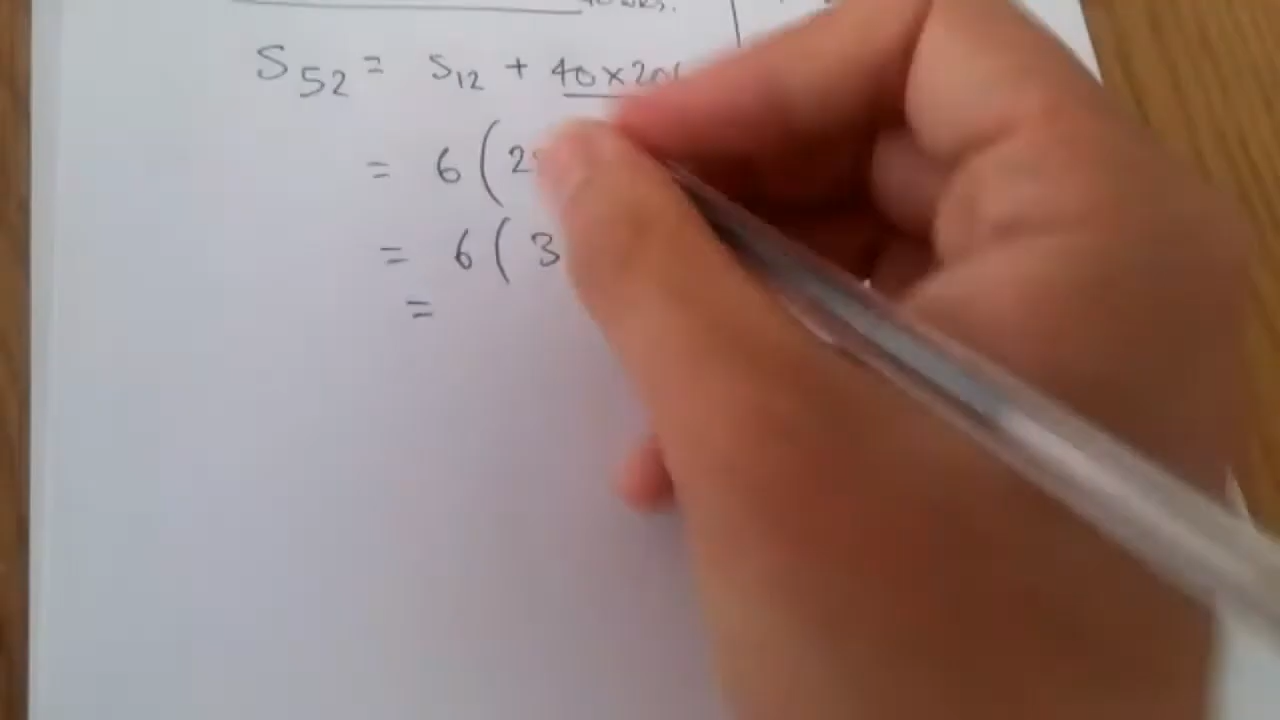 S₅₂ = S₁₂ + 40×20
= 6 ( 2
= 6 ( 3
=